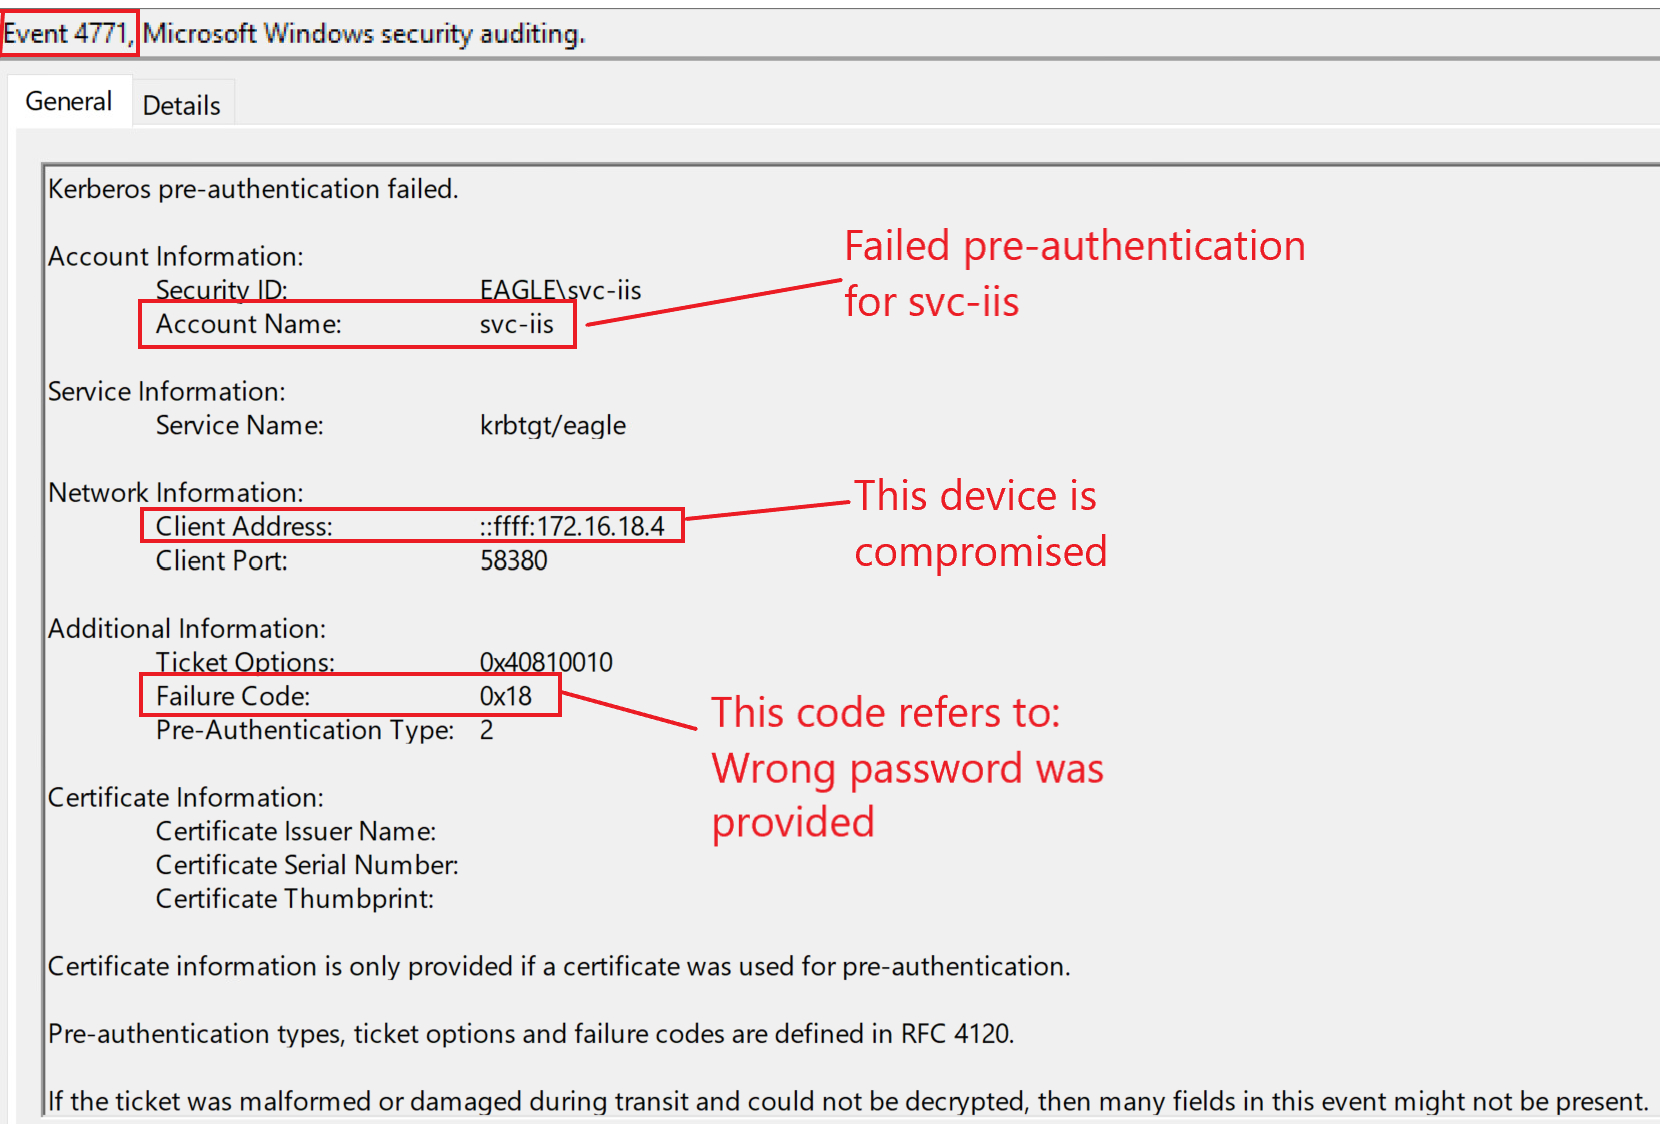 Event 4771, Microsoft Windows security auditing.
General
Details
Kerberos pre-authentication failed.
Account Information:
Security ID: EAGLE\svc-iis
Account Name: svc-iis
Failed pre-authentication
for svc-iis
Service Information:
Service Name: krbtgt/eagle
Network Information:
Client Address: ::ffff:172.16.18.4
Client Port: 58380
This device is
compromised
Additional Information:
Ticket Options: 0x40810010
Failure Code: 0x18
Pre-Authentication Type: 2
This code refers to:
Wrong password was
provided
Certificate Information:
Certificate Issuer Name:
Certificate Serial Number:
Certificate Thumbprint:
Certificate information is only provided if a certificate was used for pre-authentication.
Pre-authentication types, ticket options and failure codes are defined in RFC 4120.
If the ticket was malformed or damaged during transit and could not be decrypted, then many fields in this event might not be present.